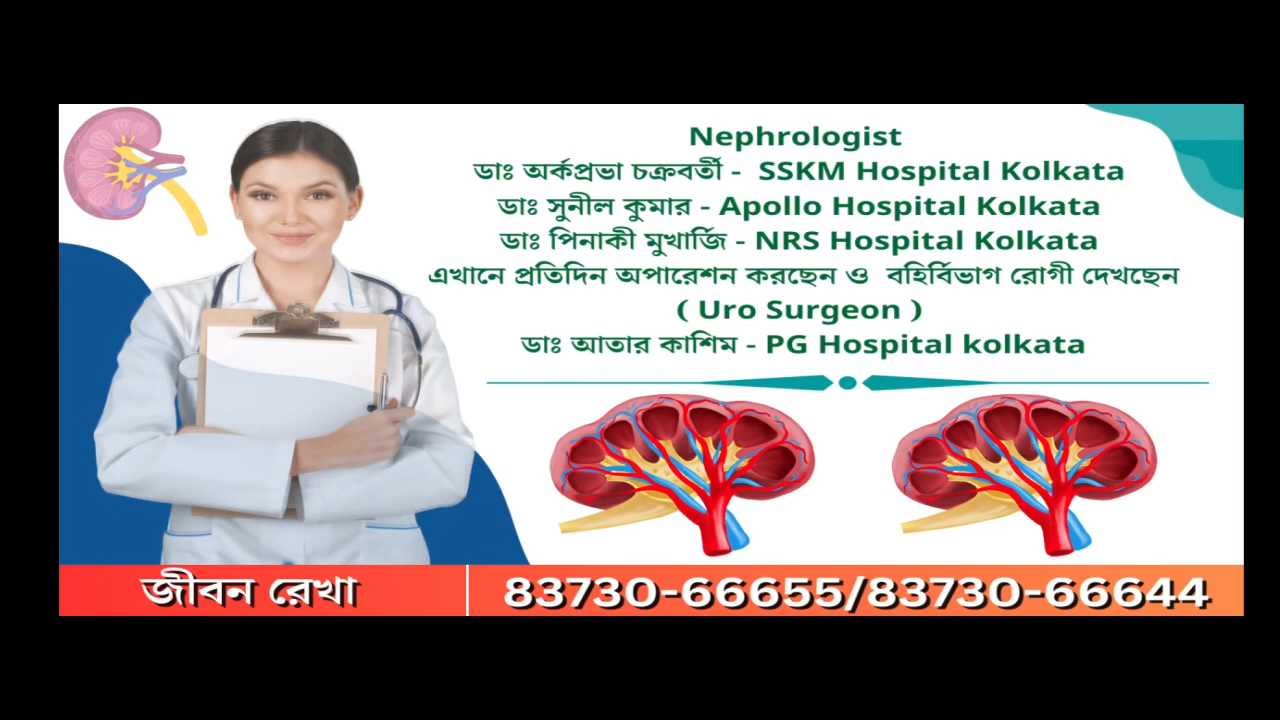 Nephrologist
ডাঃ অর্কপ্রভা চক্রবর্তী - SSKM Hospital Kolkata
ডাঃ সুনীল কুমার - Apollo Hospital Kolkata
ডাঃ পিনাকী মুখার্জি - NRS Hospital Kolkata
এখানে প্রতিদিন অপারেশন করছেন ও বহির্বিভাগ রোগী দেখছেন
( Uro Surgeon )
ডাঃ আতার কাশিম - PG Hospital kolkata
জীবন রেখা
83730-66655/83730-66644